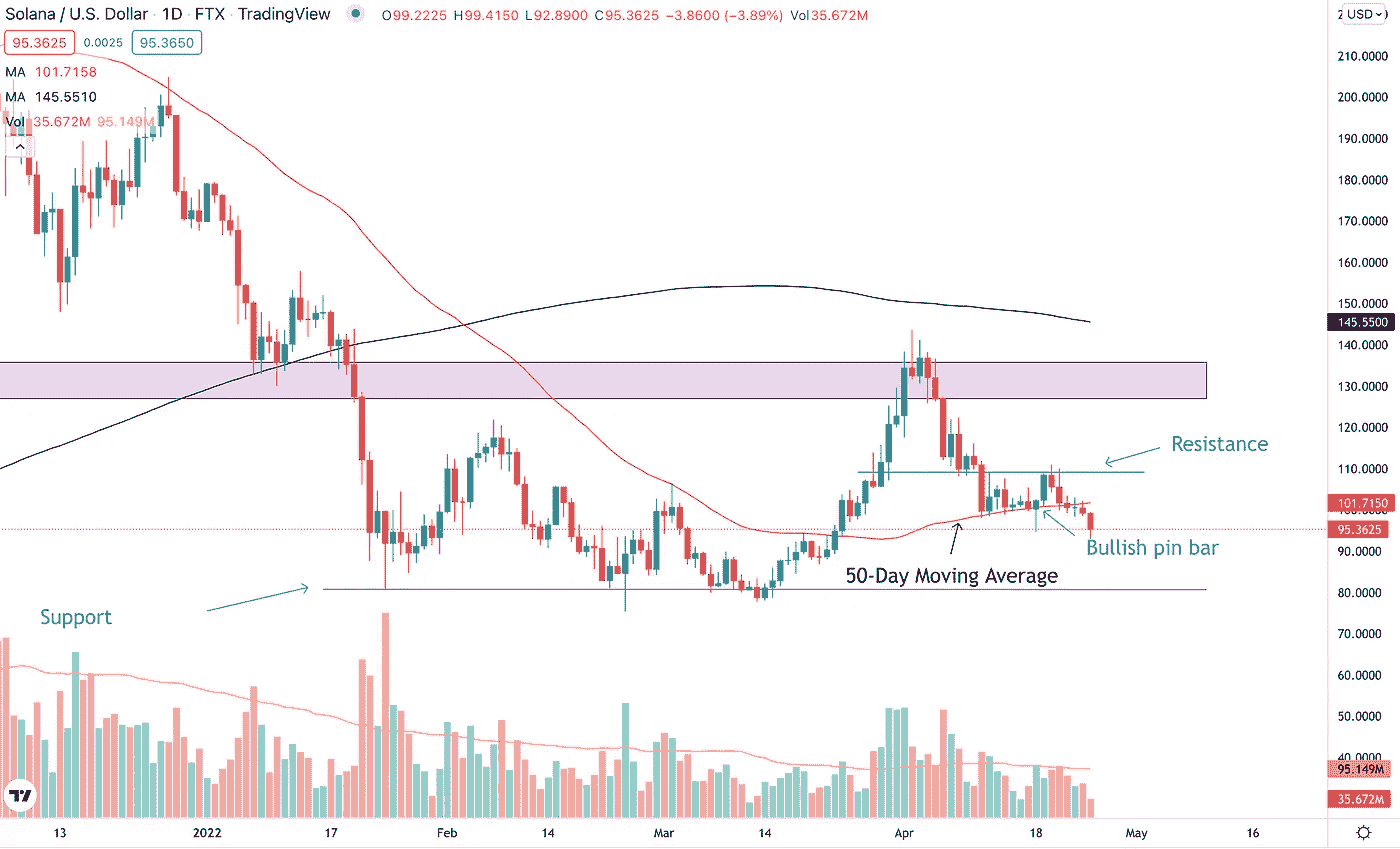 Solana / U.S. Dollar · 1D · FTX · TradingView O99.2225 H99.4150 L92.8900 C95.3625 −3.8600 (−3.89%) Vol35.672M
USD
95.3625 0.0025 95.3650
MA 101.7158
MA 145.5510
Vol 35.672M 95.149M
210.0000
200.0000
190.0000
180.0000
170.0000
160.0000
150.0000
145.5500
140.0000
130.0000
120.0000
Resistance
110.0000
101.7150
95.3625
Bullish pin bar
90.0000
50-Day Moving Average
80.0000
Support
70.0000
60.0000
50.0000
40.0000
95.149M
35.672M
13 2022 17 Feb 14 Mar 14 Apr 18 May 16